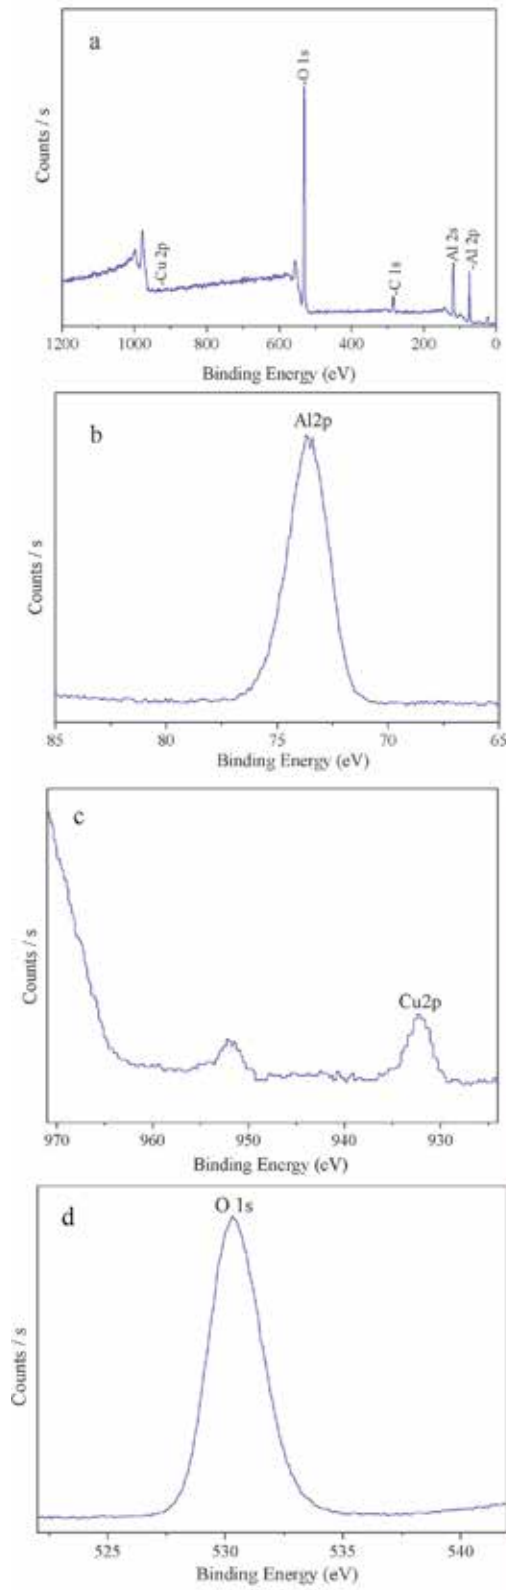 a
-O 1s
-Cu 2p
-C 1s
-Al 2s
-Al 2p
Counts / s
1200 1000 800 600 400 200 0
Binding Energy (eV)
b
Al2p
Counts / s
85 80 75 70 65
Binding Energy (eV)
c
Cu2p
Counts / s
970 960 950 940 930
Binding Energy (eV)
d
O 1s
Counts / s
525 530 535 540
Binding Energy (eV)